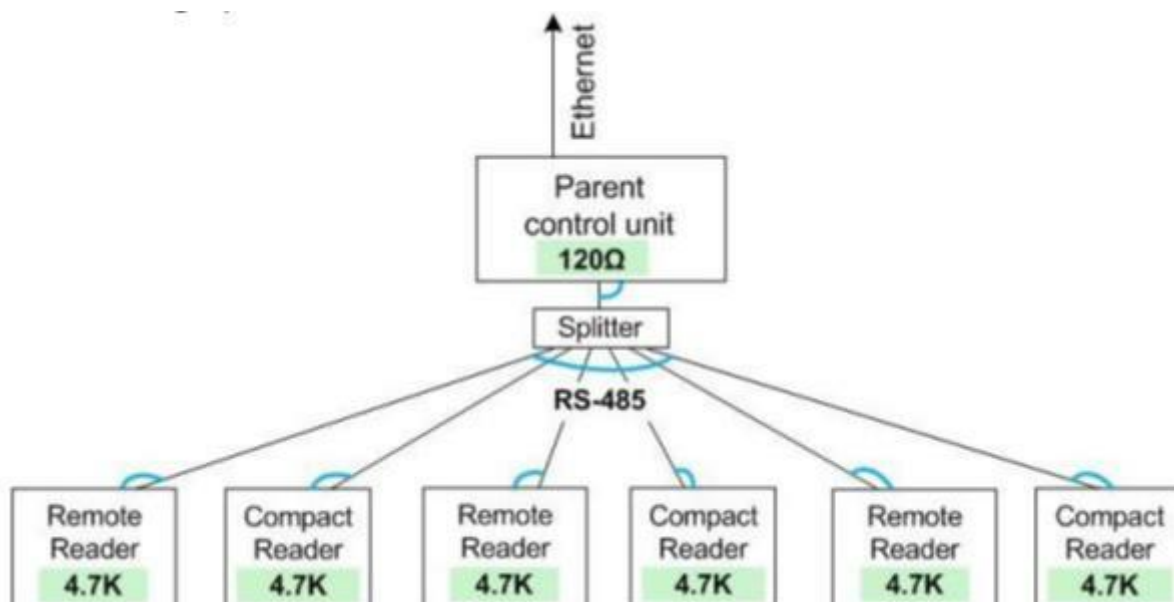 Ethernet
Parent
control unit
120Ω
Splitter
RS-485
Remote
Reader
4.7K
Compact
Reader
4.7K
Remote
Reader
4.7K
Compact
Reader
4.7K
Remote
Reader
4.7K
Compact
Reader
4.7K